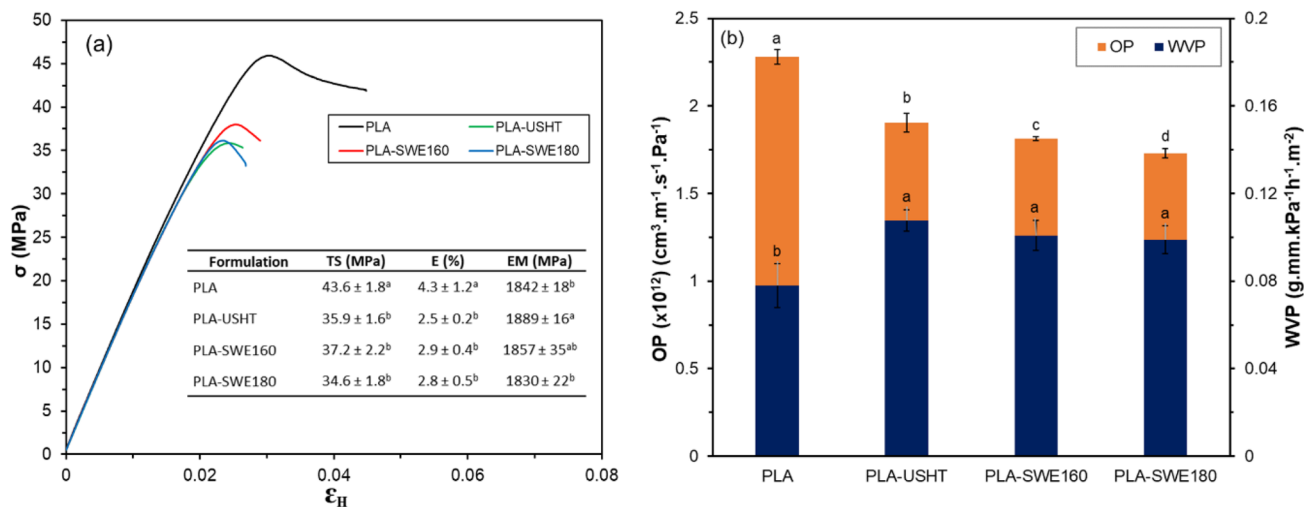 (a)
50
45
40
35
30
25
20
15
10
5
0
σ (MPa)
PLA
PLA-USHT
PLA-SWE160
PLA-SWE180
Formulation TS (MPa) E (%) EM (MPa)
PLA 43.6 ± 1.8ᵃ 4.3 ± 1.2ᵃ 1842 ± 18ᵇ
PLA-USHT 35.9 ± 1.6ᵇ 2.5 ± 0.2ᵇ 1889 ± 16ᵃ
PLA-SWE160 37.2 ± 2.2ᵇ 2.9 ± 0.4ᵇ 1857 ± 35ᵃᵇ
PLA-SWE180 34.6 ± 1.8ᵇ 2.8 ± 0.5ᵇ 1830 ± 22ᵇ
0 0.02 0.04 0.06 0.08
εH
(b)
OP WVP
2.5
2
1.5
1
0.5
0
OP (x10¹²) (cm³.m⁻¹.s⁻¹.Pa⁻¹)
a
b
c
d
b
a
a
a
0.2
0.16
0.12
0.08
0.04
0
WVP (g.mm.kPa⁻¹h⁻¹.m⁻²)
PLA PLA-USHT PLA-SWE160 PLA-SWE180